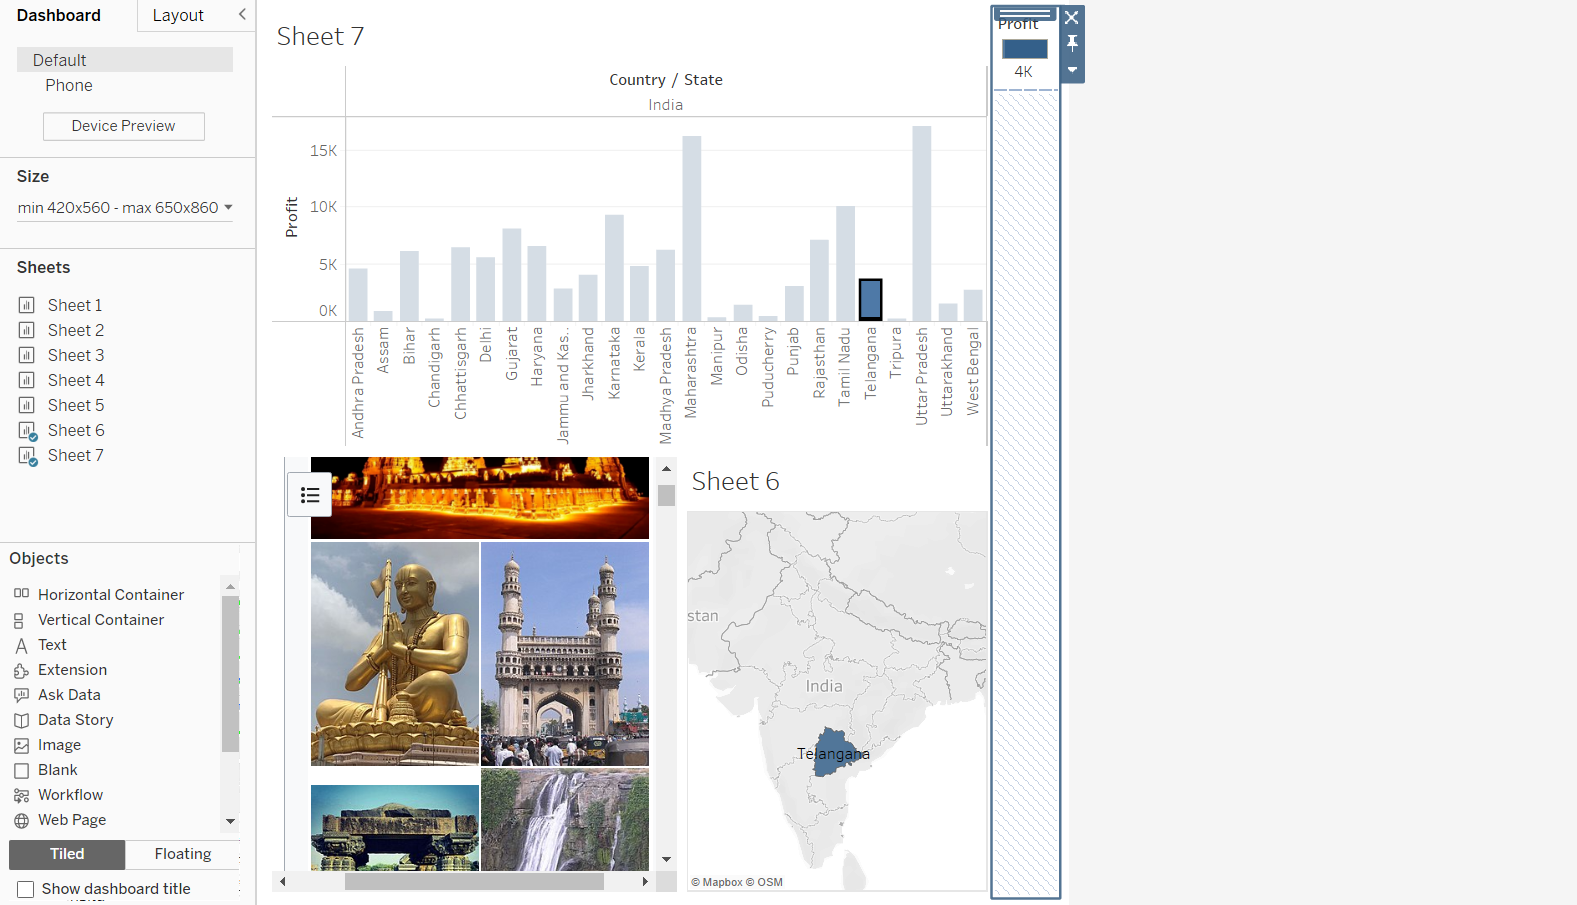 Dashboard
Layout
Default
Phone
Device Preview
Size
min 420x560 - max 650x860
Sheets
Sheet 1
Sheet 2
Sheet 3
Sheet 4
Sheet 5
Sheet 6
Sheet 7
Objects
Horizontal Container
Vertical Container
Text
Extension
Ask Data
Data Story
Image
Blank
Workflow
Web Page
Tiled
Floating
Show dashboard title
Sheet 7
Country / State
India
Profit
15K
10K
5K
0K
Andhra Pradesh
Assam
Bihar
Chandigarh
Chhattisgarh
Delhi
Gujarat
Haryana
Jammu and Kas..
Jharkhand
Karnataka
Kerala
Madhya Pradesh
Maharashtra
Manipur
Odisha
Puducherry
Punjab
Rajasthan
Tamil Nadu
Telangana
Tripura
Uttar Pradesh
Uttarakhand
West Bengal
Profit
4K
Sheet 6
stan
India
Telangana
© Mapbox © OSM